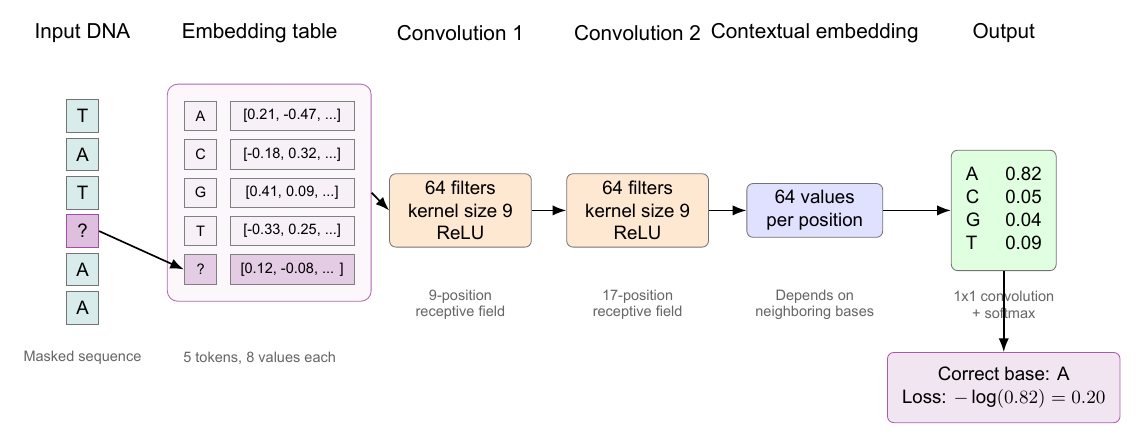 Input DNA
Embedding table
Convolution 1
Convolution 2
Contextual embedding
Output
T
A
T
?
A
A
Masked sequence
A [0.21, -0.47, ...]
C [-0.18, 0.32, ...]
G [0.41, 0.09, ...]
T [-0.33, 0.25, ...]
? [0.12, -0.08, ... ]
5 tokens, 8 values each
64 filters
kernel size 9
ReLU
9-position
receptive field
64 filters
kernel size 9
ReLU
17-position
receptive field
64 values
per position
Depends on
neighboring bases
A 0.82
C 0.05
G 0.04
T 0.09
1x1 convolution
+ softmax
Correct base: A
Loss: − log(0.82) = 0.20